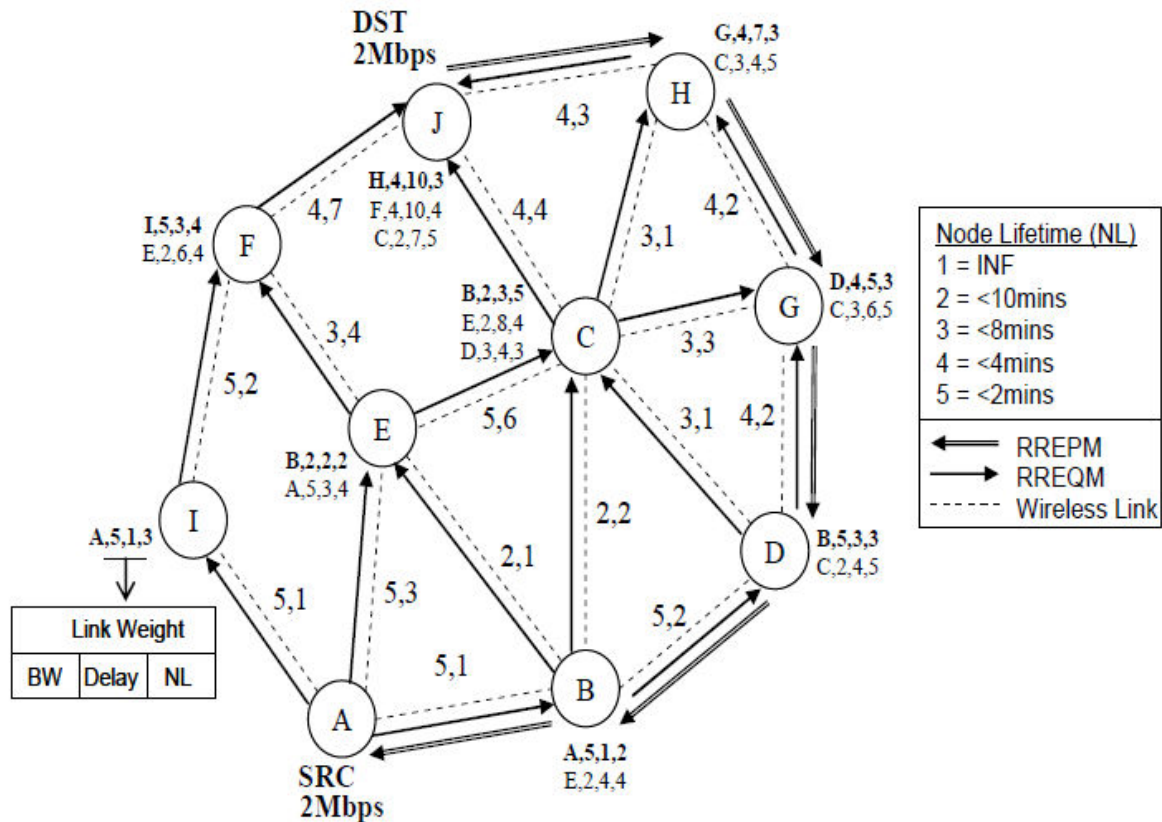 DST
2Mbps
G,4,7,3
C,3,4,5
H
J
4,3
H,4,10,3
F,4,10,4
C,2,7,5
4,7
4,4
4,2
3,1
I,5,3,4
E,2,6,4
F
Node Lifetime (NL)
1 = INF
2 = <10mins
3 = <8mins
4 = <4mins
5 = <2mins
RREPM
RREQM
Wireless Link
D,4,5,3
C,3,6,5
G
B,2,3,5
E,2,8,4
D,3,4,3
C
3,4
3,3
5,2
E
5,6
3,1
4,2
B,2,2,2
A,5,3,4
I
A,5,1,3
2,2
D
B,5,3,3
C,2,4,5
2,1
5,1
5,3
5,2
Link Weight
BW
Delay
NL
5,1
B
A
A,5,1,2
E,2,4,4
SRC
2Mbps